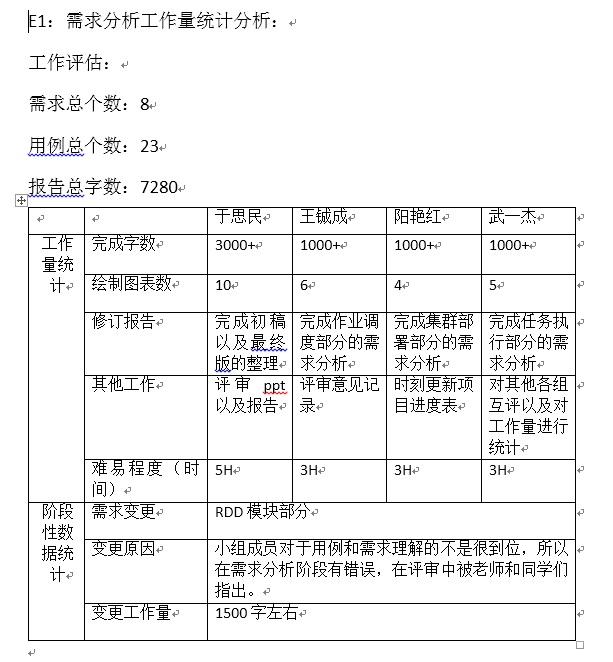 E1：需求分析工作量统计分析：
工作评估：
需求总个数：8
用例总个数：23
报告总字数：7280
于思民 王铖成 阳艳红 武一杰
工作量统计
完成字数 3000+ 1000+ 1000+ 1000+
绘制图表数 10 6 4 5
修订报告 完成初稿 完成作业调 完成集群部 完成任务执
以及最终 度部分的需 署部分的需 行部分的需
版的整理 求分析 求分析 求分析
其他工作 评审 ppt 评审意见记 时刻更新项 对其他各组
以及报告 录 目进度表 互评以及对
工作量进行
统计
难易程度（时 5H 3H 3H 3H
间）
阶段性数据统计
需求变更 RDD 模块部分
变更原因 小组成员对于用例和需求理解的不是很到位，所以
在需求分析阶段有错误，在评审中被老师和同学们
指出。
变更工作量 1500 字左右